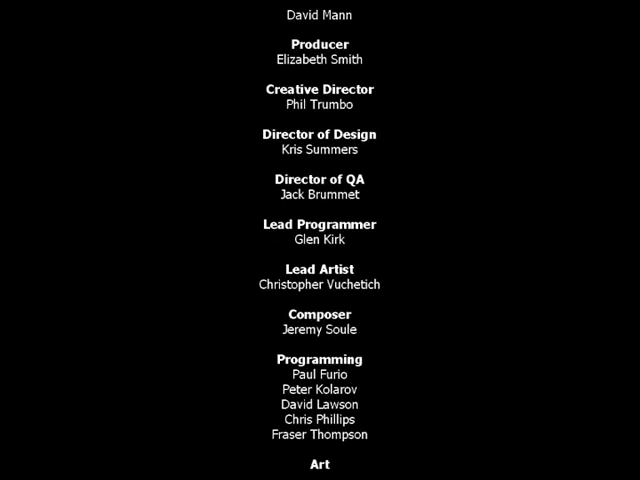 David Mann
Producer
Elizabeth Smith
Creative Director
Phil Trumbo
Director of Design
Kris Summers
Director of QA
Jack Brummet
Lead Programmer
Glen Kirk
Lead Artist
Christopher Vuchetich
Composer
Jeremy Soule
Programming
Paul Furio
Peter Kolarov
David Lawson
Chris Phillips
Fraser Thompson
Art